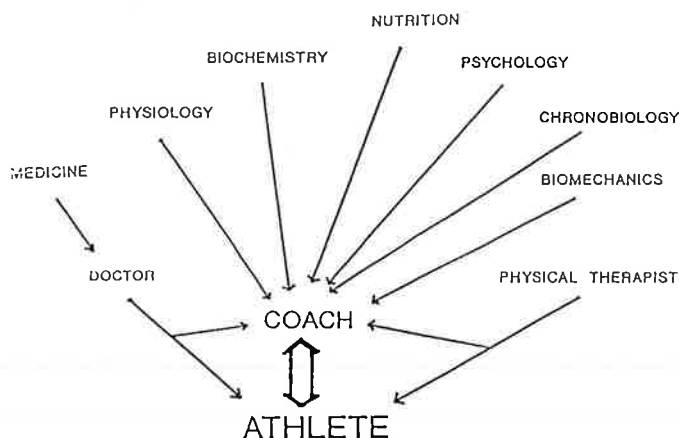 NUTRITION
BIOCHEMISTRY
PSYCHOLOGY
PHYSIOLOGY
CHRONOBIOLOGY
MEDICINE
BIOMECHANICS
DOCTOR
PHYSICAL THERAPIST
COACH
ATHLETE